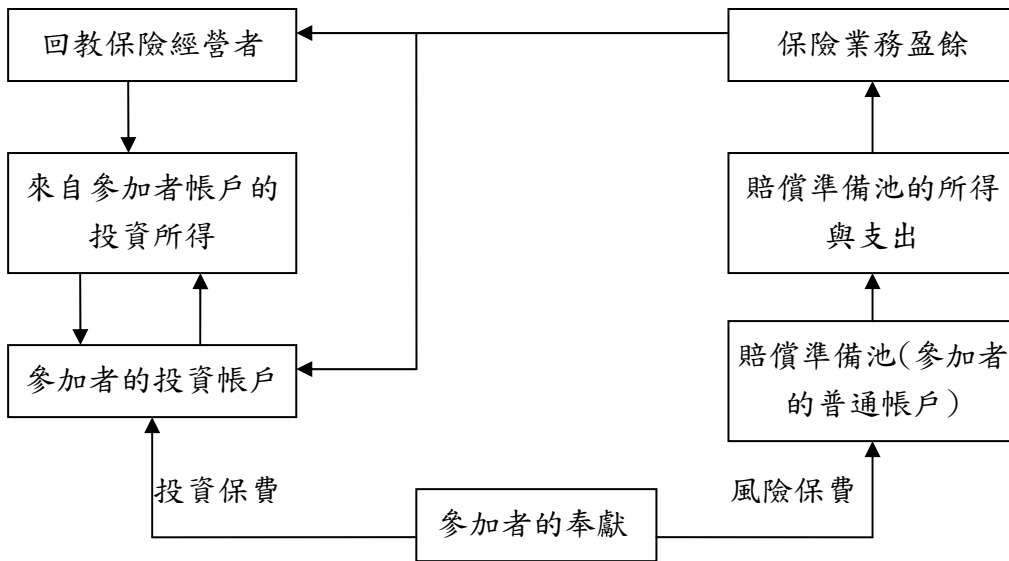 回教保險經營者
保險業務盈餘
來自參加者帳戶的
投資所得
賠償準備池的所得
與支出
參加者的投資帳戶
賠償準備池(參加者
的普通帳戶)
投資保費
風險保費
參加者的奉獻